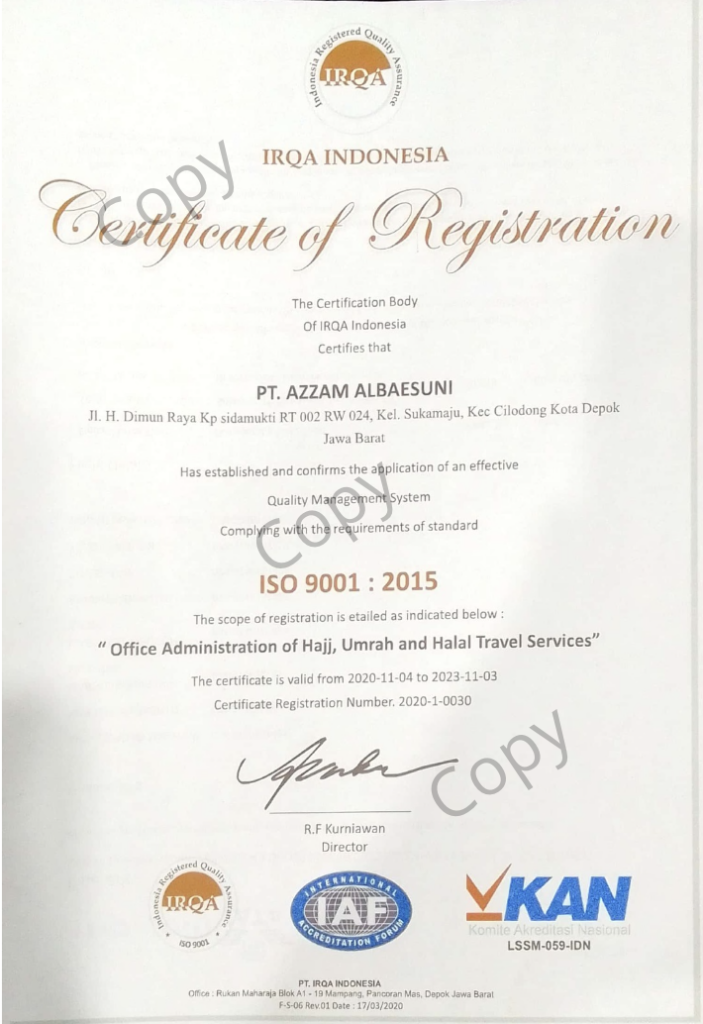 Indonesia Registered Quality Assurance
IRQA
IRQA INDONESIA
Copy
Certificate of Registration
The Certification Body
Of IRQA Indonesia
Certifies that
PT. AZZAM ALBAESUNI
Jl. H. Dimun Raya Kp sidamukti RT 002 RW 024, Kel. Sukamaju, Kec Cilodong Kota Depok
Jawa Barat
Has established and confirms the application of an effective
Quality Management System
Copy
Complying with the requirements of standard
ISO 9001 : 2015
The scope of registration is etailed as indicated below :
“ Office Administration of Hajj, Umrah and Halal Travel Services”
The certificate is valid from 2020-11-04 to 2023-11-03
Certificate Registration Number. 2020-1-0030
Copy
R.F Kurniawan
Director
Indonesia Registered Quality Assurance
IRQA
ISO 9001
INTERNATIONAL
IAF
ACCREDITATION FORUM
KAN
Komite Akreditasi Nasional
LSSM-059-IDN
PT. IRQA INDONESIA
Office : Rukan Maharaja Blok A1 - 19 Mampang, Pancoran Mas, Depok Jawa Barat
F-S-06 Rev.01 Date : 17/03/2020